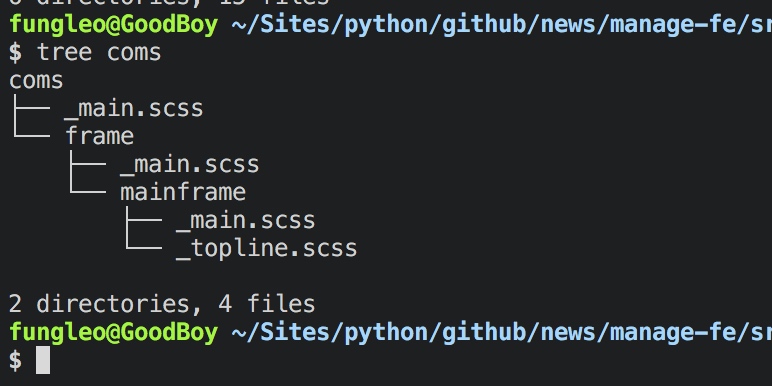 fungleo@GoodBoy ~/Sites/python/github/news/manage-fe/sr
$ tree coms
coms
├── _main.scss
└── frame
    ├── _main.scss
    └── mainframe
        ├── _main.scss
        └── _topline.scss
2 directories, 4 files
fungleo@GoodBoy ~/Sites/python/github/news/manage-fe/sr
$